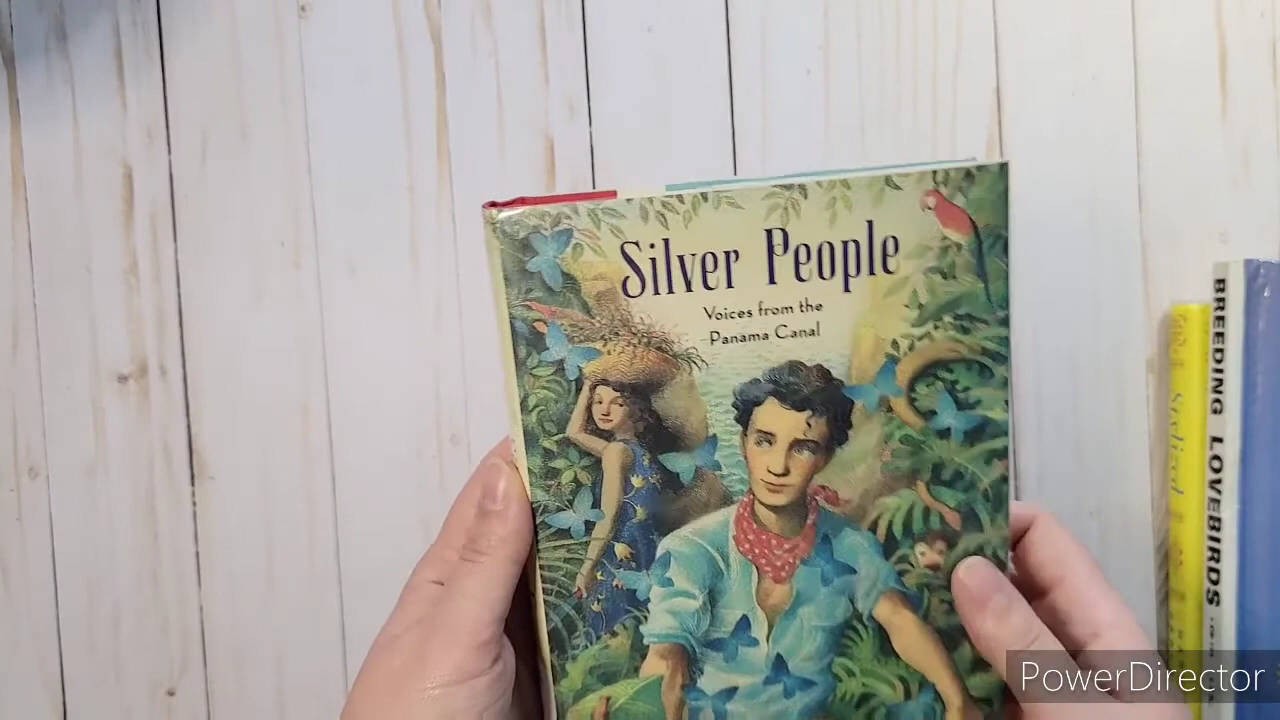 Silver People
Voices from the
Panama Canal
BREEDING LOVEBIRDS
PowerDirector